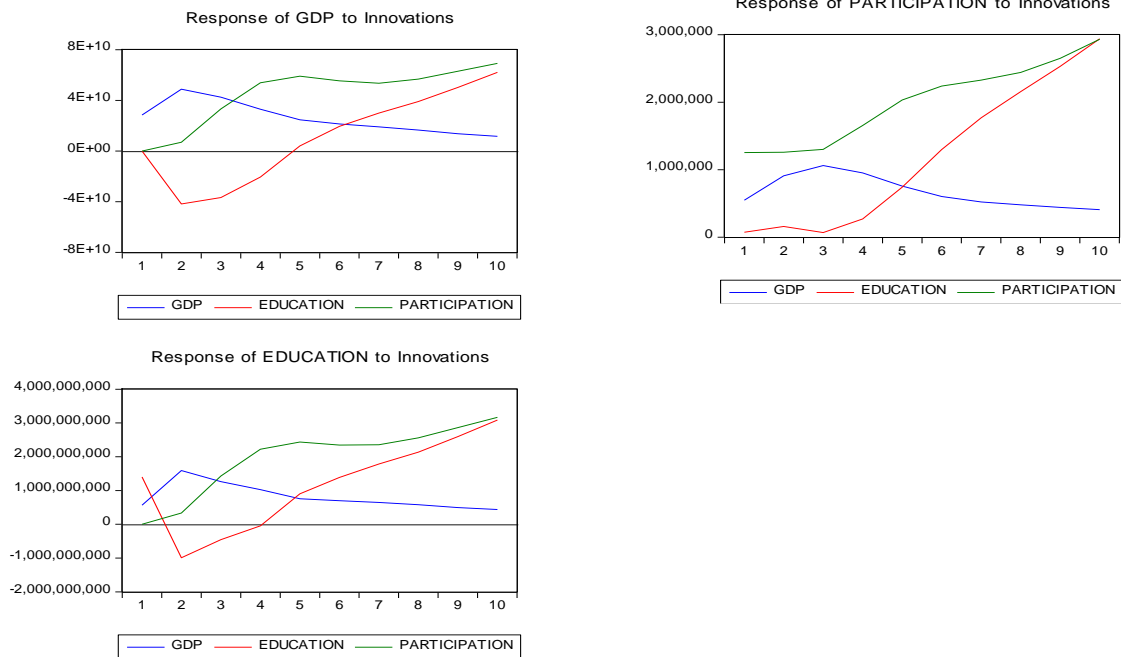 Response of GDP to Innovations
8E+10
4E+10
0E+00
-4E+10
-8E+10
1 2 3 4 5 6 7 8 9 10
GDP EDUCATION PARTICIPATION
Response of PARTICIPATION to Innovations
3,000,000
2,000,000
1,000,000
0
1 2 3 4 5 6 7 8 9 10
GDP EDUCATION PARTICIPATION
Response of EDUCATION to Innovations
4,000,000,000
3,000,000,000
2,000,000,000
1,000,000,000
0
-1,000,000,000
-2,000,000,000
1 2 3 4 5 6 7 8 9 10
GDP EDUCATION PARTICIPATION